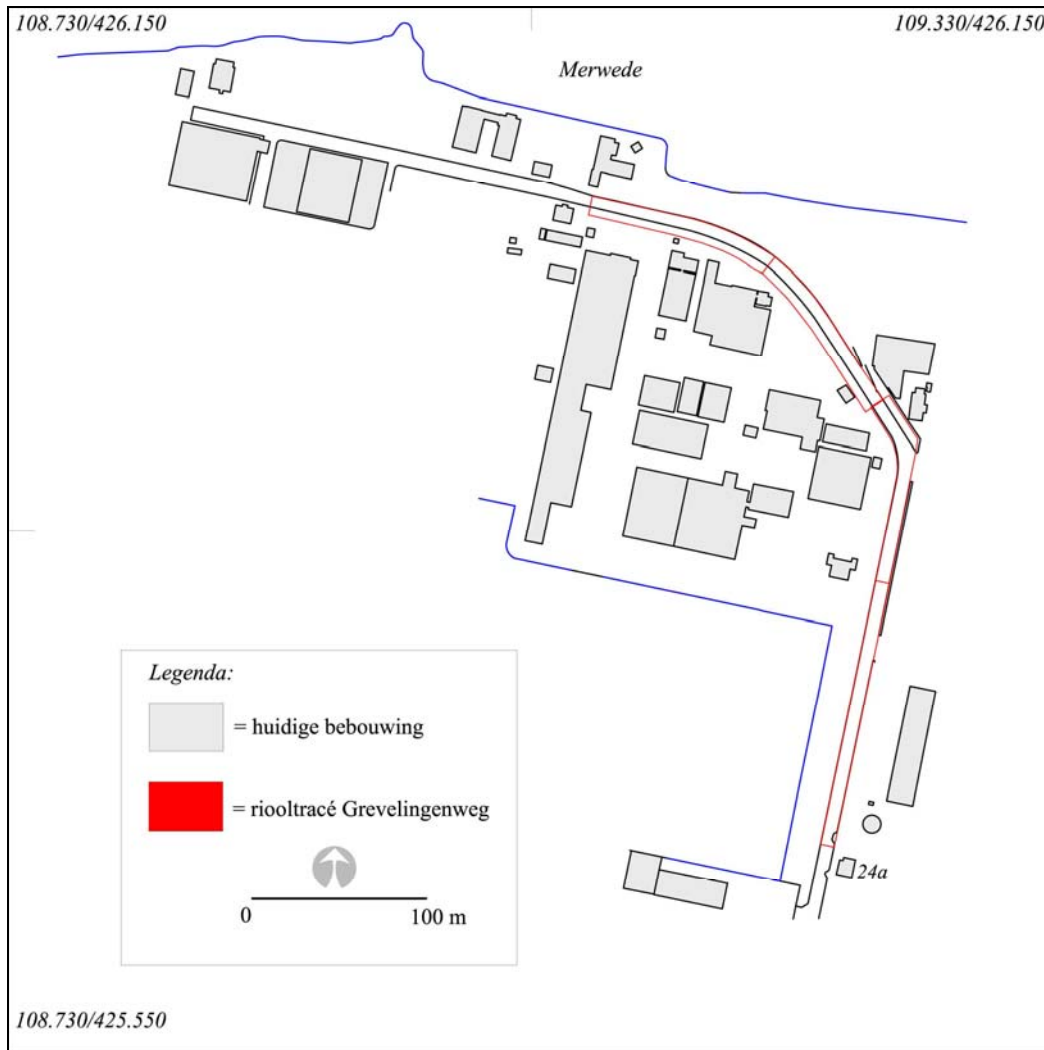 108.730/426.150
109.330/426.150
Merwede
Legenda:
= huidige bebouwing
= riooltracé Grevelingenweg
0 100 m
24a
108.730/425.550